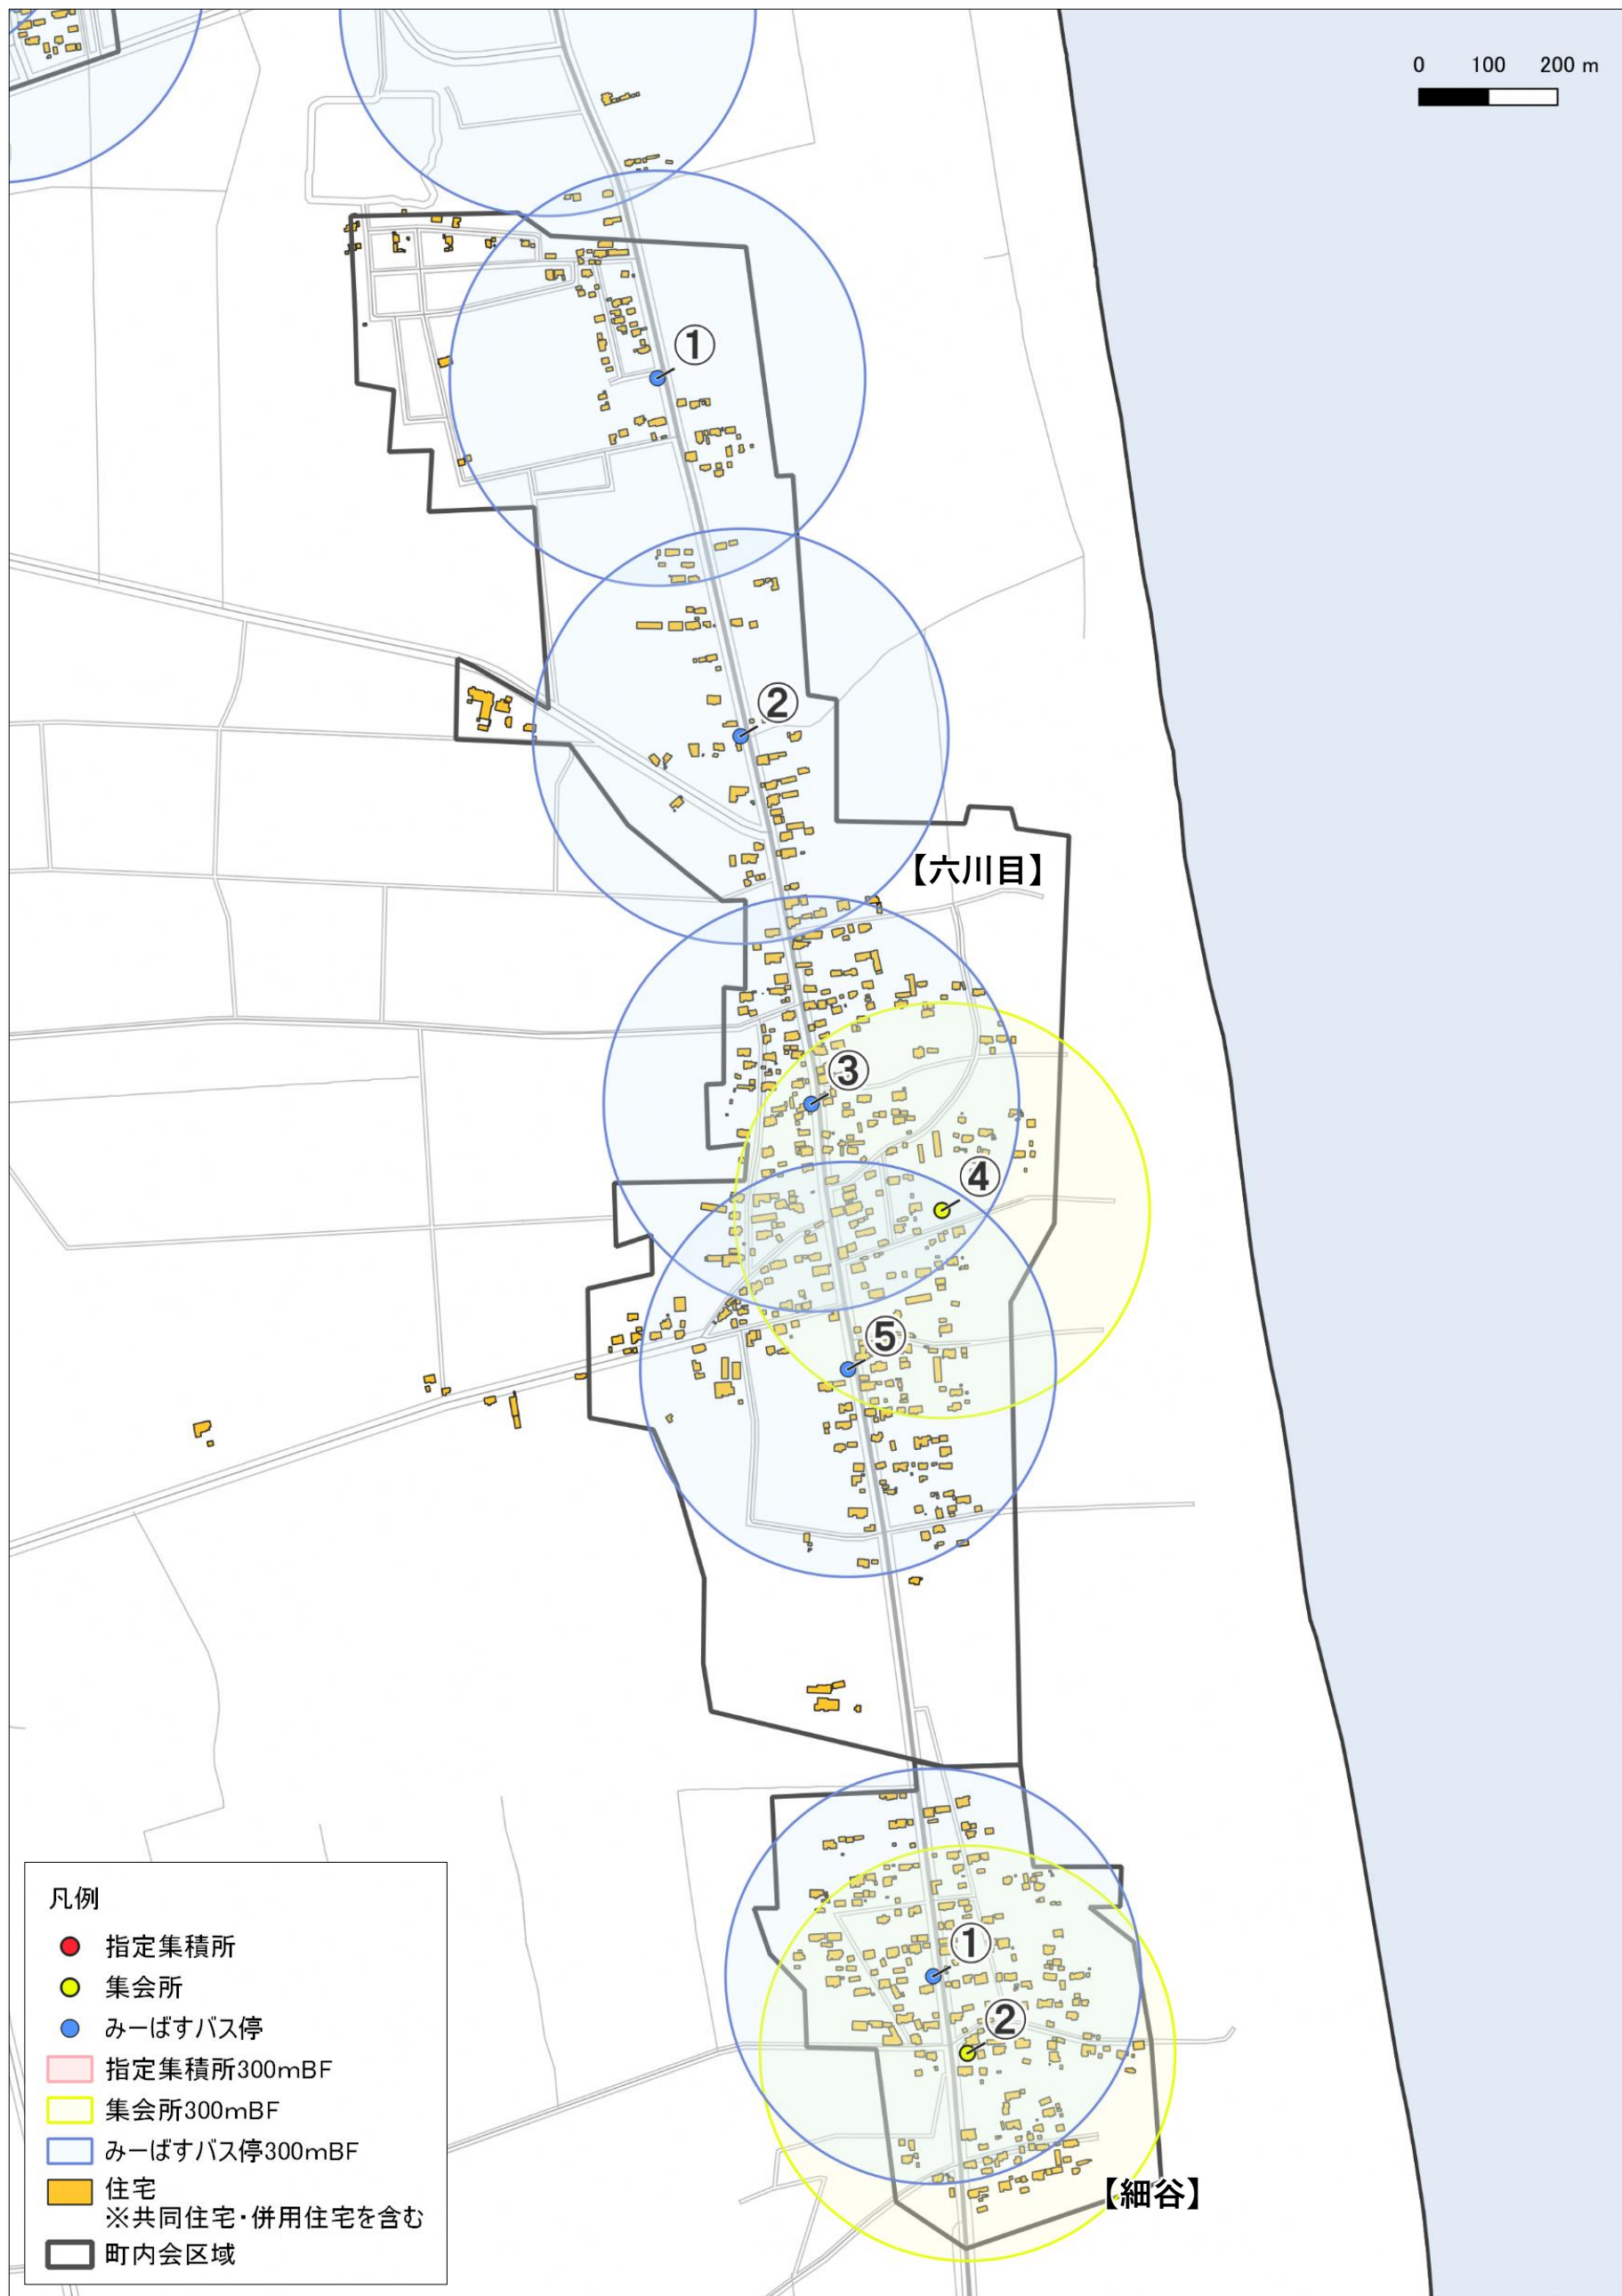 0 100 200 m
①
②
【六川目】
③
④
⑤
①
②
【細谷】
凡例
指定集積所
集会所
みーばすバス停
指定集積所300mBF
集会所300mBF
みーばすバス停300mBF
住宅
※共同住宅・併用住宅を含む
町内会区域